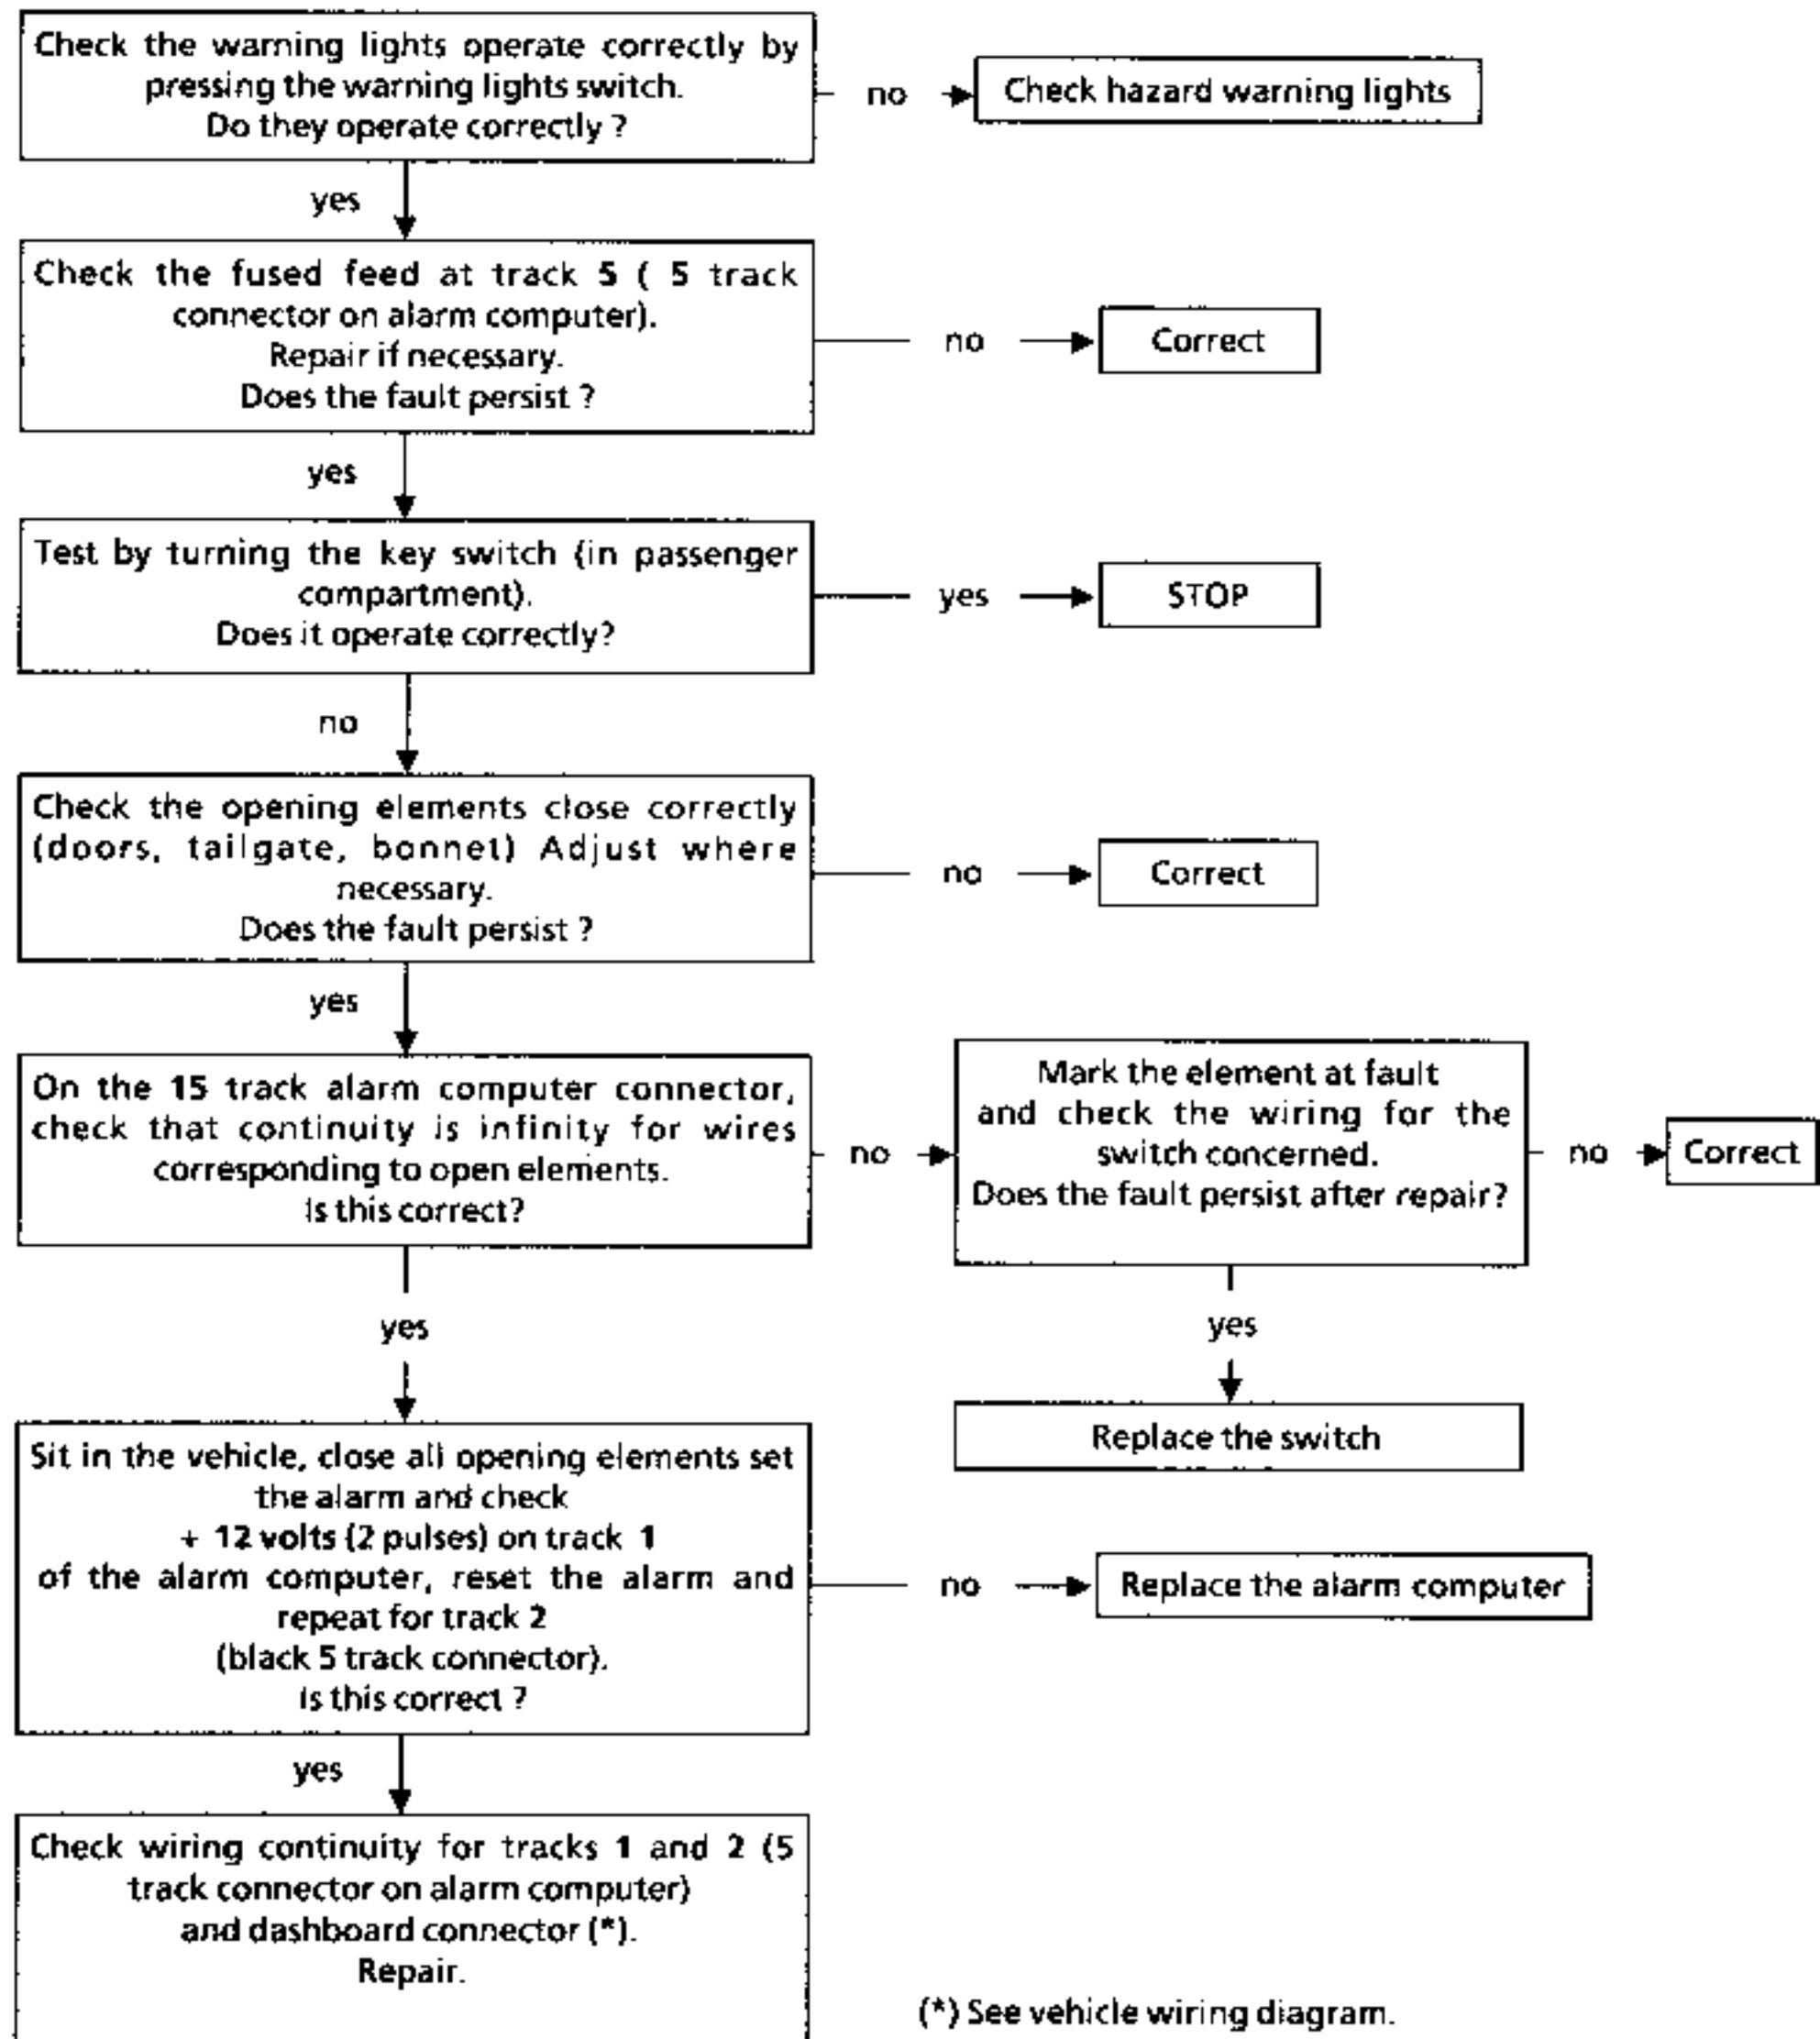 Check the warning lights operate correctly by
pressing the warning lights switch.
Do they operate correctly ?
no
Check hazard warning lights
yes
Check the fused feed at track 5 ( 5 track
connector on alarm computer).
Repair if necessary.
Does the fault persist ?
no
Correct
yes
Test by turning the key switch (in passenger
compartment).
Does it operate correctly?
yes
STOP
no
Check the opening elements close correctly
(doors, tailgate, bonnet) Adjust where
necessary.
Does the fault persist ?
no
Correct
yes
On the 15 track alarm computer connector,
check that continuity is infinity for wires
corresponding to open elements.
Is this correct?
no
Mark the element at fault
and check the wiring for the
switch concerned.
Does the fault persist after repair?
no
Correct
yes
yes
Replace the switch
Sit in the vehicle, close all opening elements set
the alarm and check
+ 12 volts (2 pulses) on track 1
of the alarm computer, reset the alarm and
repeat for track 2
(black 5 track connector).
Is this correct ?
no
Replace the alarm computer
yes
Check wiring continuity for tracks 1 and 2 (5
track connector on alarm computer)
and dashboard connector (*).
Repair.
(*) See vehicle wiring diagram.